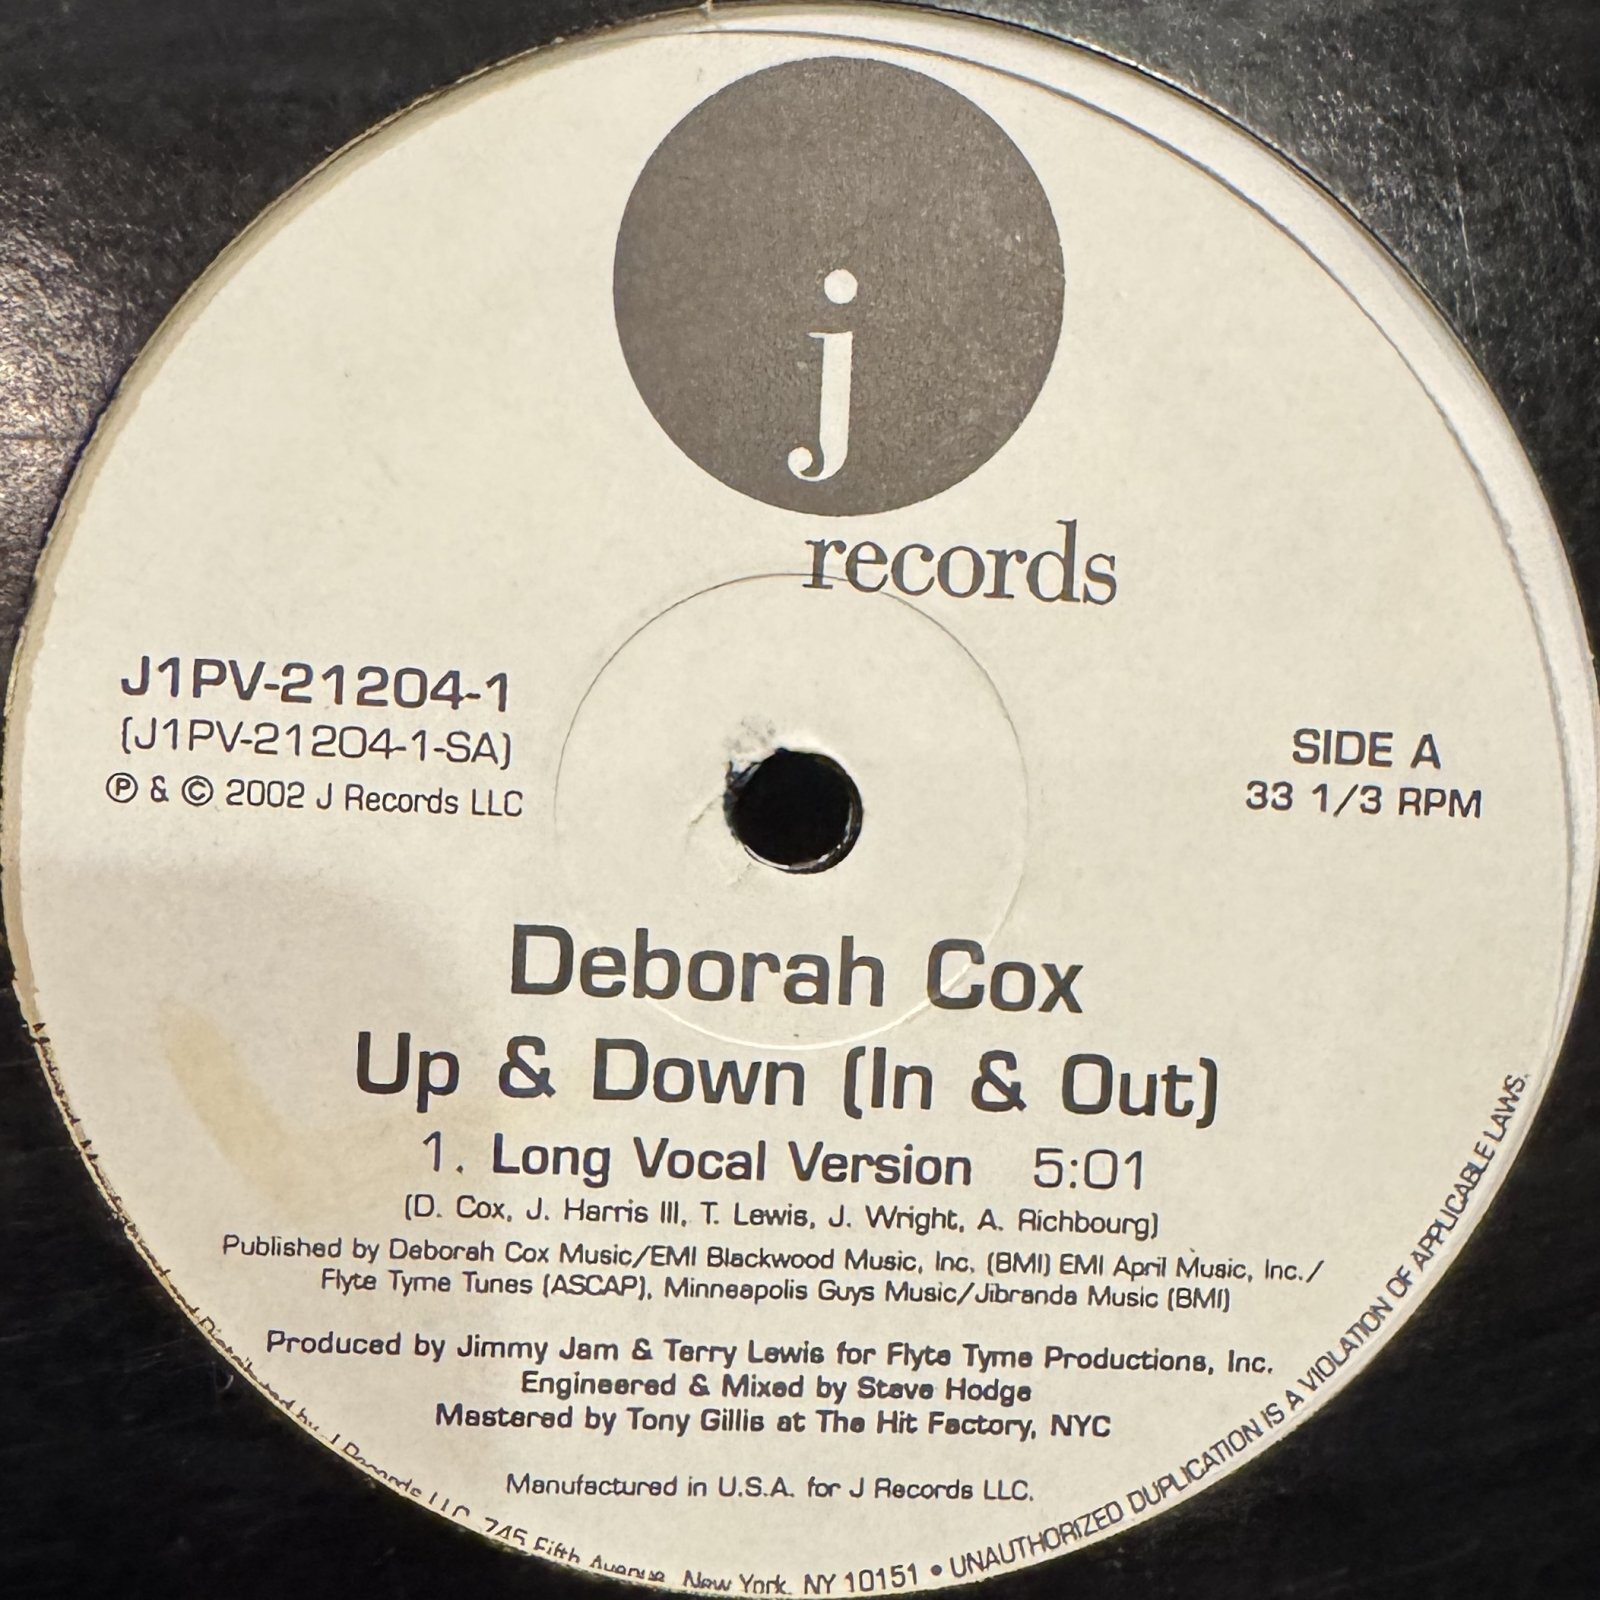 j
records
J1PV-21204-1
(J1PV-21204-1-SA)
℗ & © 2002 J Records LLC
SIDE A
33 1/3 RPM
Deborah Cox
Up & Down (In & Out)
1. Long Vocal Version 5:01
(D. Cox, J. Harris III, T. Lewis, J. Wright, A. Richbourg)
Published by Deborah Cox Music/EMI Blackwood Music, Inc. (BMI) EMI April Music, Inc./
Flyte Tyme Tunes (ASCAP), Minneapolis Guys Music/Jibranda Music (BMI)
Produced by Jimmy Jam & Terry Lewis for Flyte Tyme Productions, Inc.
Engineered & Mixed by Steve Hodge
Mastered by Tony Gillis at The Hit Factory, NYC
Manufactured in U.S.A. for J Records LLC.
Distributed by J Records LLC, 745 Fifth Avenue, New York, NY 10151 • UNAUTHORIZED DUPLICATION IS A VIOLATION OF APPLICABLE LAWS.